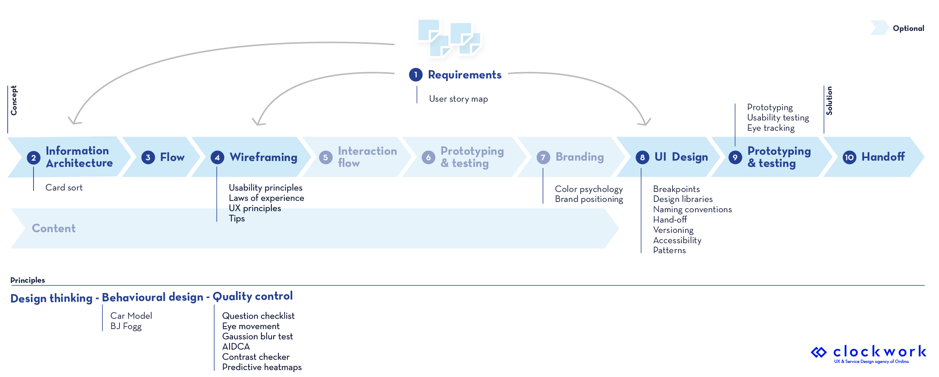 Optional
1 Requirements
User story map
Concept
Solution
Prototyping
Usability testing
Eye tracking
2 Information
Architecture
3 Flow
4 Wireframing
5 Interaction
flow
6 Prototyping
& testing
7 Branding
8 UI Design
9 Prototyping
& testing
10 Handoff
Card sort
Usability principles
Laws of experience
UX principles
Tips
Color psychology
Brand positioning
Breakpoints
Design libraries
Naming conventions
Hand-off
Versioning
Accessibility
Patterns
Content
Principles
Design thinking - Behavioural design - Quality control
Car Model
BJ Fogg
Question checklist
Eye movement
Gaussion blur test
AIDCA
Contrast checker
Predictive heatmaps
clockwork
UX & Service Design agency of Ordina